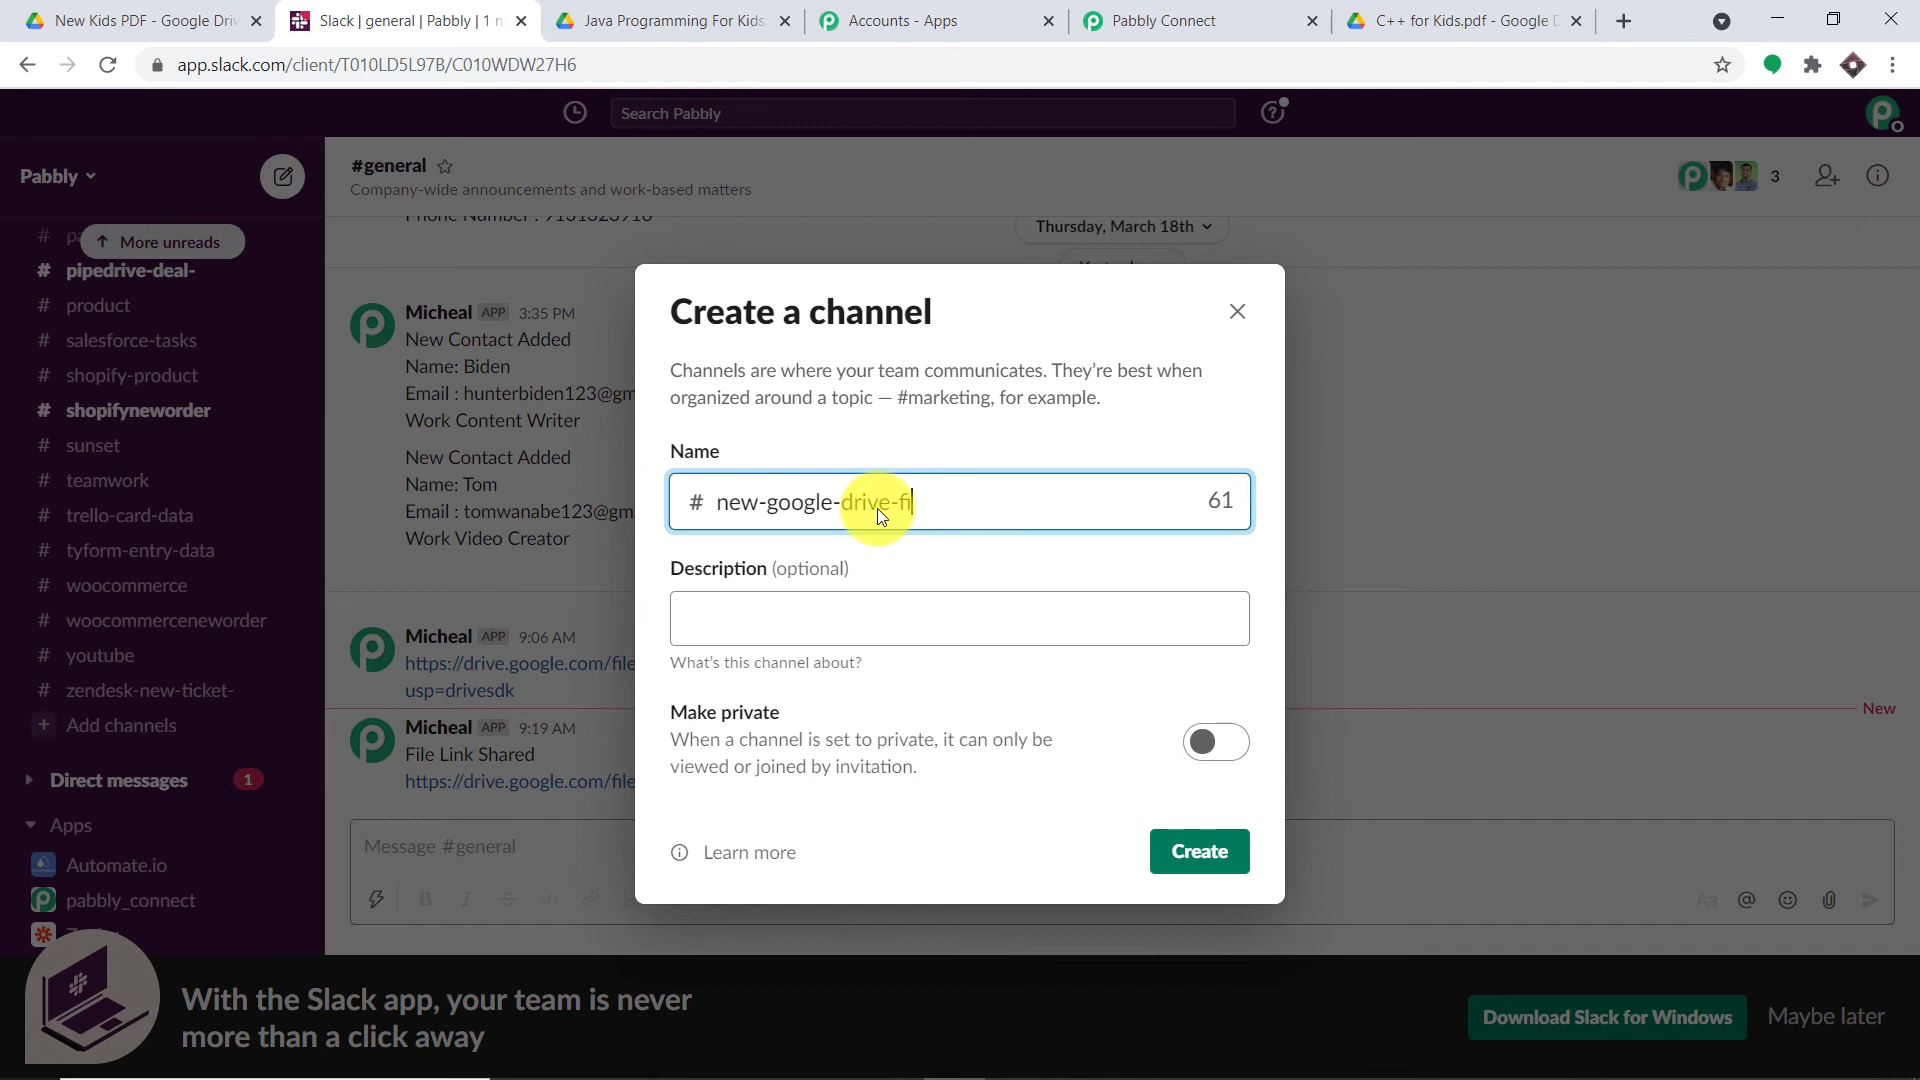 New Kids PDF - Google Driv
Slack | general | Pabbly | 1 n
Java Programming For Kids.
Accounts - Apps
Pabbly Connect
C++ for Kids.pdf - Google D
app.slack.com/client/T010LD5L97B/C010WDW27H6
Search Pabbly
Pabbly
#general
Company-wide announcements and work-based matters
3
# pa
More unreads
# pipedrive-deal-
# product
# salesforce-tasks
# shopify-product
# shopifyneworder
# sunset
# teamwork
# trello-card-data
# tyform-entry-data
# woocommerce
# woocommerceneworder
# youtube
# zendesk-new-ticket-
+ Add channels
Direct messages 1
Apps
Automate.io
pabbly_connect
Phone Number : 9131323916
Thursday, March 18th
Micheal APP 3:35 PM
New Contact Added
Name: Biden
Email : hunterbiden123@gm
Work Content Writer
New Contact Added
Name: Tom
Email : tomwanabe123@gm
Work Video Creator
Micheal APP 9:06 AM
https://drive.google.com/file
usp=drivesdk
New
Micheal APP 9:19 AM
File Link Shared
https://drive.google.com/file
Message #general
B I S </>
Aa @
Create a channel
Channels are where your team communicates. They're best when
organized around a topic — #marketing, for example.
Name
# new-google-drive-fi 61
Description (optional)
What's this channel about?
Make private
When a channel is set to private, it can only be
viewed or joined by invitation.
Learn more
Create
With the Slack app, your team is never
more than a click away
Download Slack for Windows
Maybe later